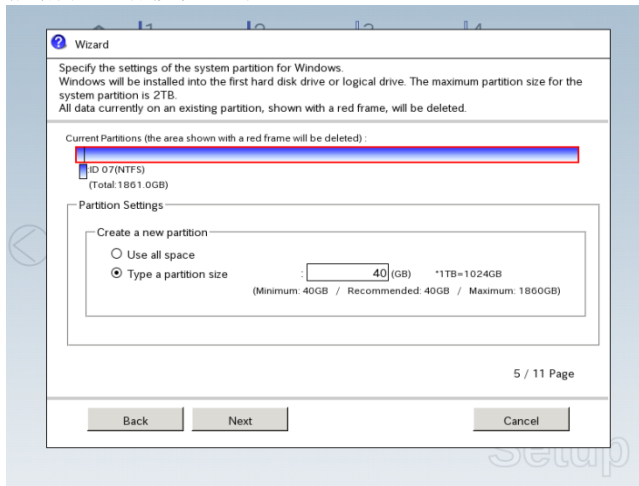 1
2
3
4
Wizard
Specify the settings of the system partition for Windows.
Windows will be installed into the first hard disk drive or logical drive. The maximum partition size for the
system partition is 2TB.
All data currently on an existing partition, shown with a red frame, will be deleted.
Current Partitions (the area shown with a red frame will be deleted) :
:ID 07(NTFS)
(Total:1861.0GB)
Partition Settings
Create a new partition
Use all space
Type a partition size : 40 (GB) *1TB=1024GB
(Minimum: 40GB / Recommended: 40GB / Maximum: 1860GB)
5 / 11 Page
Back Next Cancel
Setup